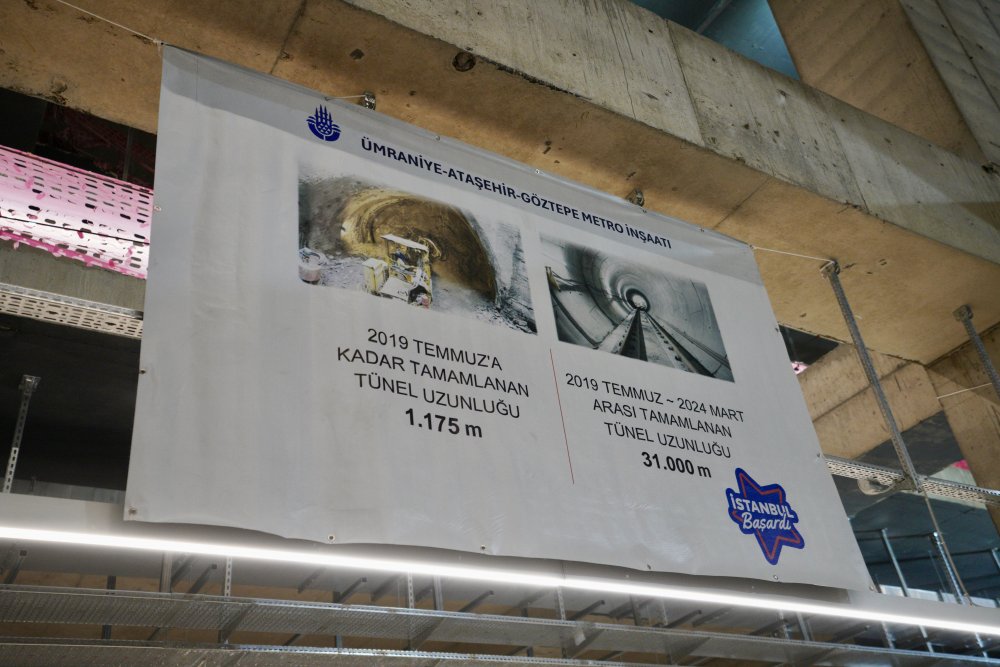 ÜMRANİYE-ATAŞEHİR-GÖZTEPE METRO İNŞAATI
2019 TEMMUZ'A
KADAR TAMAMLANAN
TÜNEL UZUNLUĞU
1.175 m
2019 TEMMUZ ~ 2024 MART
ARASI TAMAMLANAN
TÜNEL UZUNLUĞU
31.000 m
İSTANBUL
Başardı